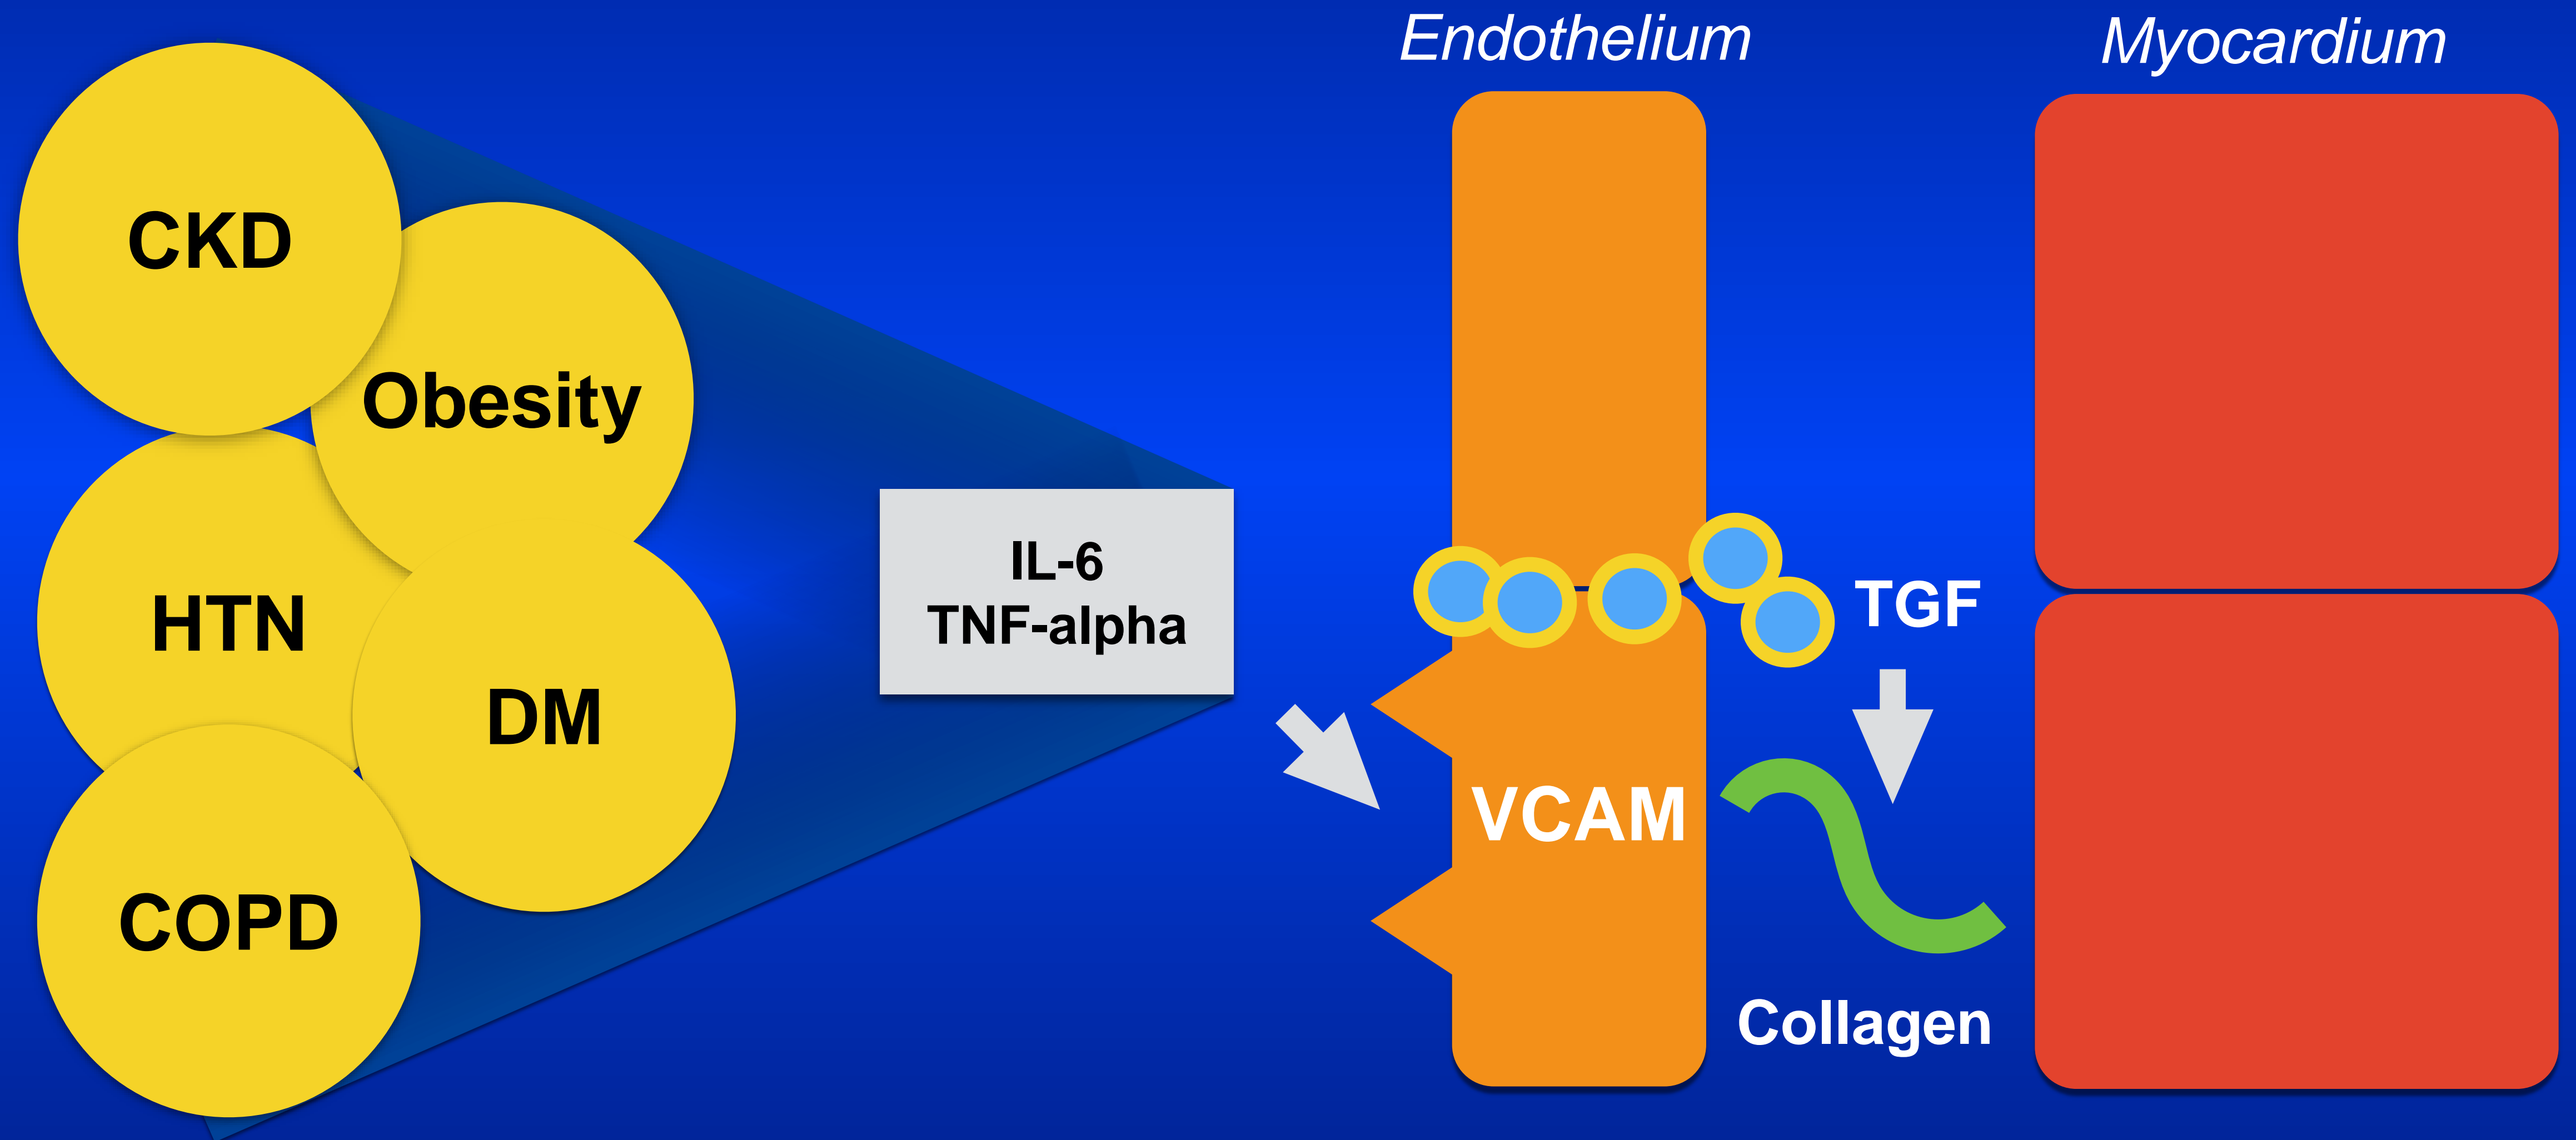 Endothelium
Myocardium
CKD
Obesity
HTN
DM
COPD
IL-6
TNF-alpha
VCAM
TGF
Collagen